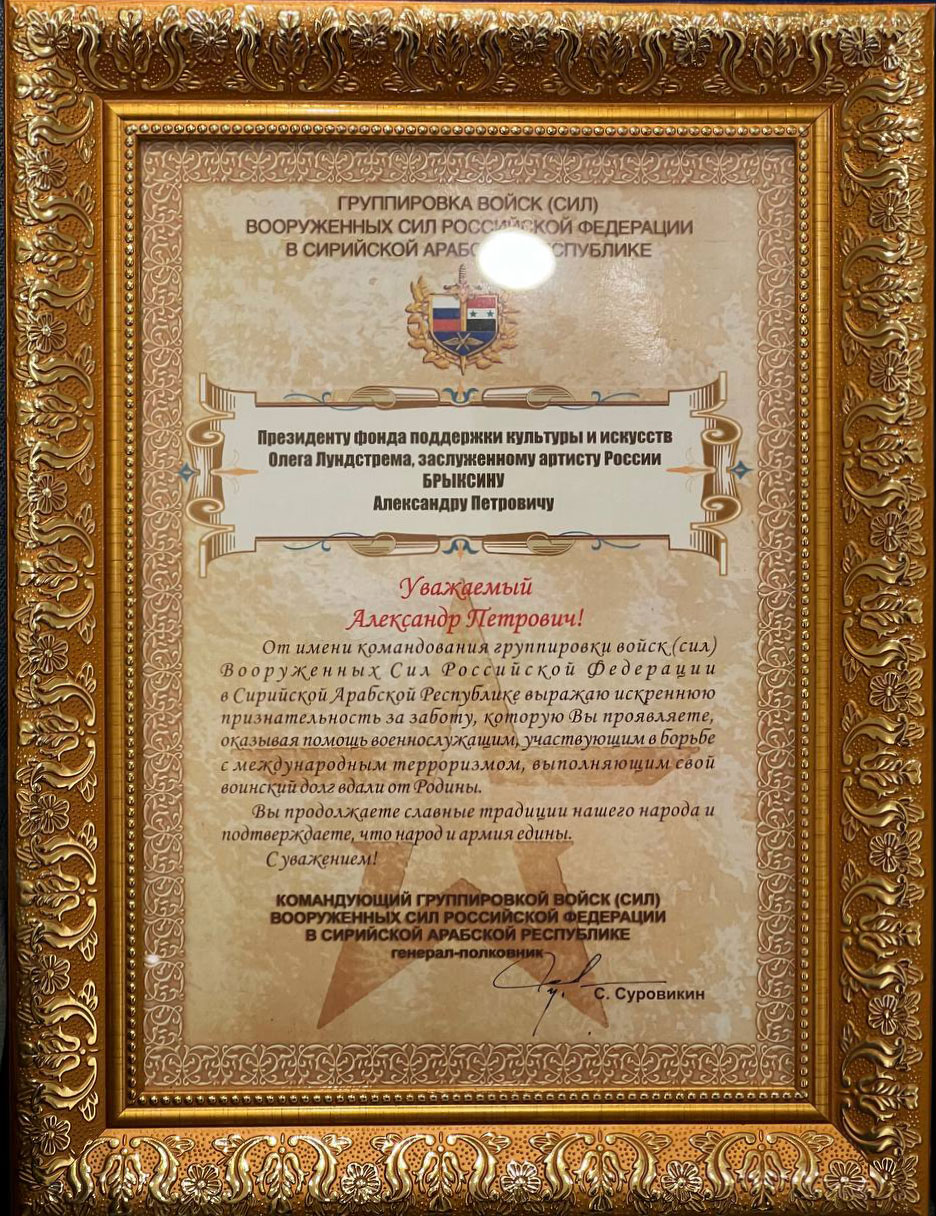 ГРУППИРОВКА ВОЙСК (СИЛ)
ВООРУЖЕННЫХ СИЛ РОССИЙСКОЙ ФЕДЕРАЦИИ
В СИРИЙСКОЙ
Президенту фонда поддержки культуры и искусств
Олега Лундстрема, заслуженному артисту России
БРЫКСИНУ
Александру Петровичу
Уважаемый
Александр Петрович!
От имени командования группировки войск (сил)
Вооруженных Сил Российской Федерации
в Сирийской Арабской Республике выражаю искреннюю
признательность за заботу, которую Вы проявляете,
оказывая помощь военнослужащим, участвующим в борьбе
с международным терроризмом, выполняющим свой
воинский долг вдали от Родины.
Вы продолжаете славные традиции нашего народа и
подтверждаете, что народ и армия едины.
С уважением!
КОМАНДУЮЩИЙ ГРУППИРОВКОЙ ВОЙСК (СИЛ)
ВООРУЖЕННЫХ СИЛ РОССИЙСКОЙ ФЕДЕРАЦИИ
В СИРИЙСКОЙ АРАБСКОЙ РЕСПУБЛИКЕ
генерал-полковник
С. Суровикин